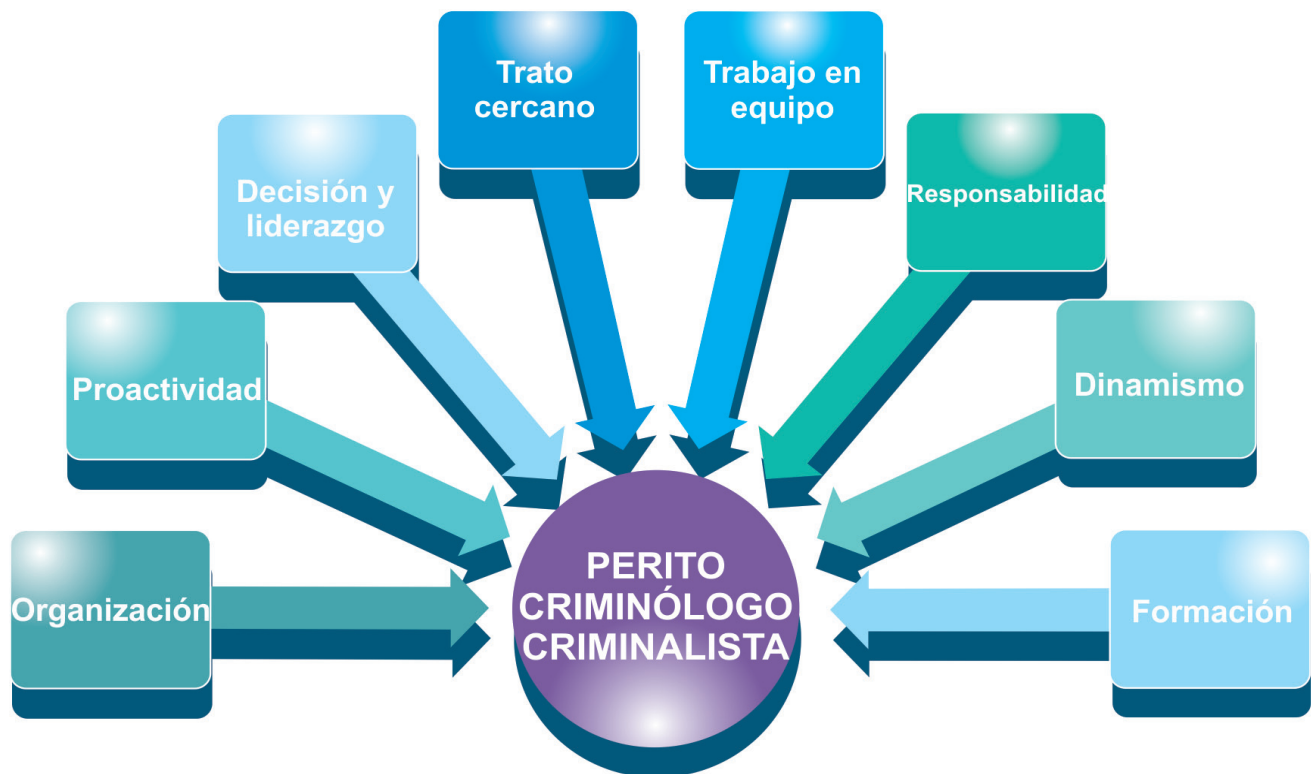 Trato
cercano
Trabajo en
equipo
Decisión y
liderazgo
Responsabilidad
Proactividad
Dinamismo
Organización
Formación
PERITO
CRIMINÓLOGO
CRIMINALISTA